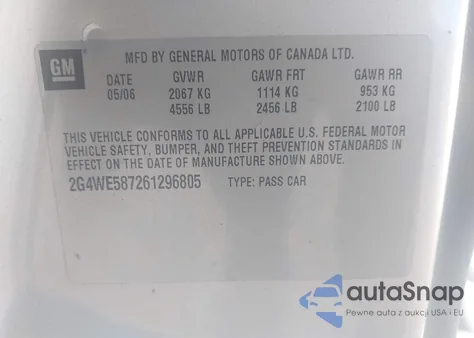 GM
MFD BY GENERAL MOTORS OF CANADA LTD.
DATE GVWR GAWR FRT GAWR RR
05/06 2067 KG 1114 KG 953 KG
4556 LB 2456 LB 2100 LB
THIS VEHICLE CONFORMS TO ALL APPLICABLE U.S. FEDERAL MOTOR
VEHICLE SAFETY, BUMPER, AND THEFT PREVENTION STANDARDS IN
EFFECT ON THE DATE OF MANUFACTURE SHOWN ABOVE.
2G4WE587261296805 TYPE: PASS CAR
autaSnap
Pewne auta z aukcji USA i EU